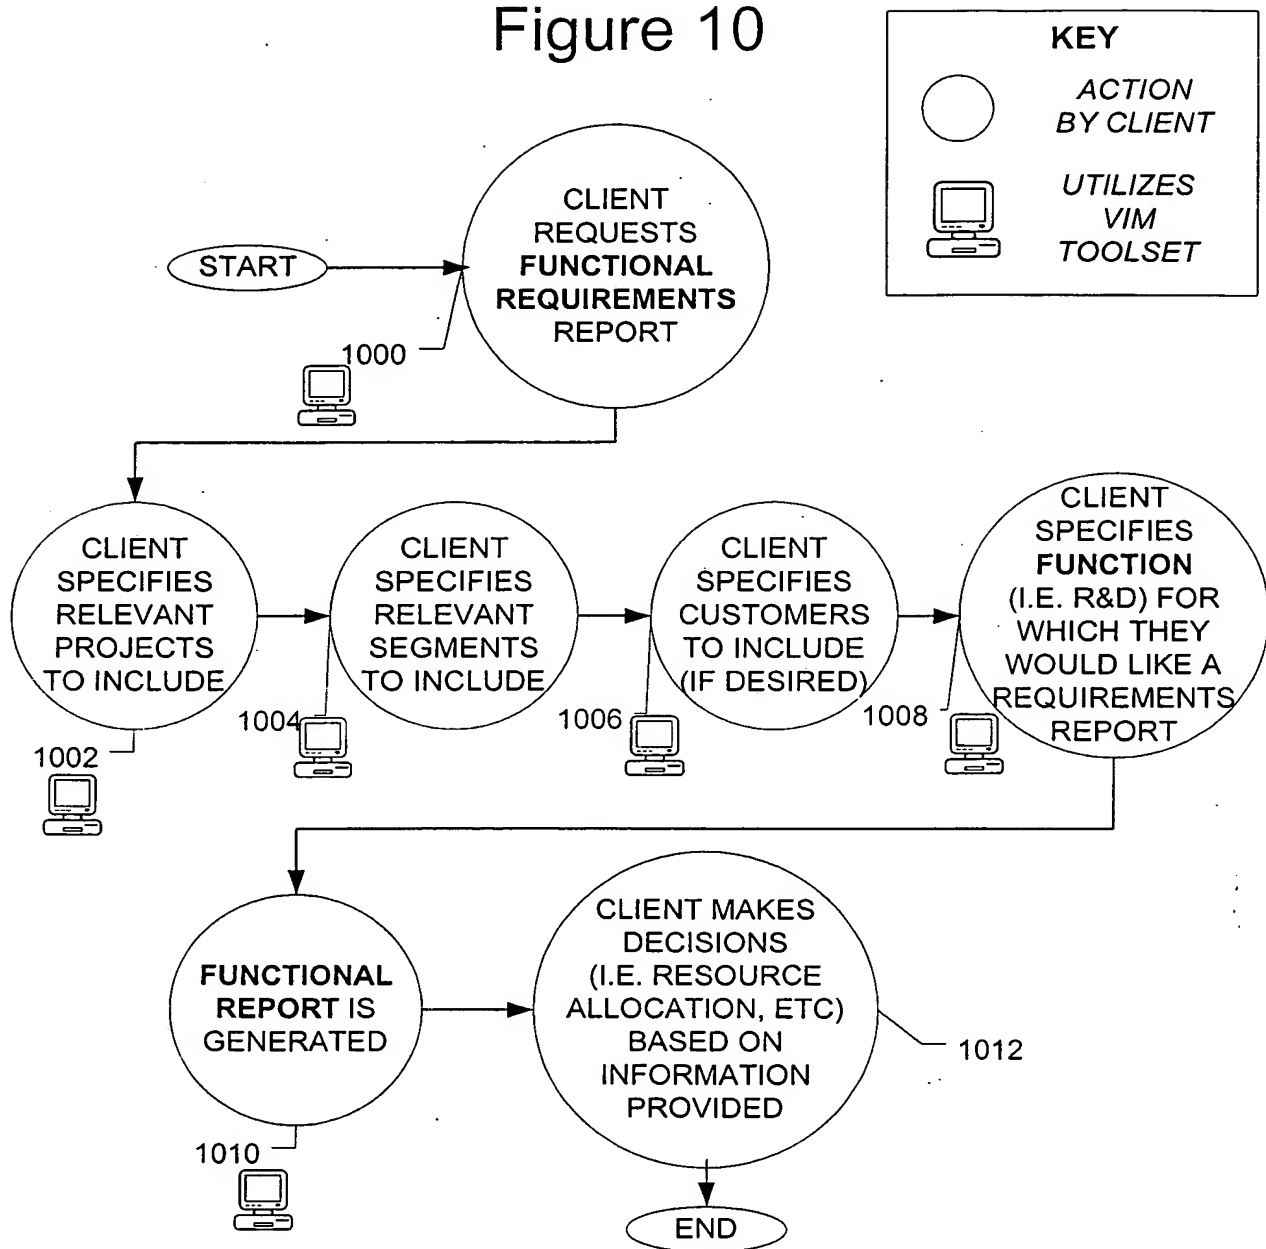 Figure 10
KEY
ACTION
BY CLIENT
UTILIZES
VIM
TOOLSET
START
CLIENT
REQUESTS
FUNCTIONAL
REQUIREMENTS
REPORT
1000
CLIENT
SPECIFIES
RELEVANT
PROJECTS
TO INCLUDE
1002
CLIENT
SPECIFIES
RELEVANT
SEGMENTS
TO INCLUDE
1004
CLIENT
SPECIFIES
CUSTOMERS
TO INCLUDE
(IF DESIRED)
1006
CLIENT
SPECIFIES
FUNCTION
(I.E. R&D) FOR
WHICH THEY
WOULD LIKE A
REQUIREMENTS
REPORT
1008
FUNCTIONAL
REPORT IS
GENERATED
1010
CLIENT MAKES
DECISIONS
(I.E. RESOURCE
ALLOCATION, ETC)
BASED ON
INFORMATION
PROVIDED
1012
END